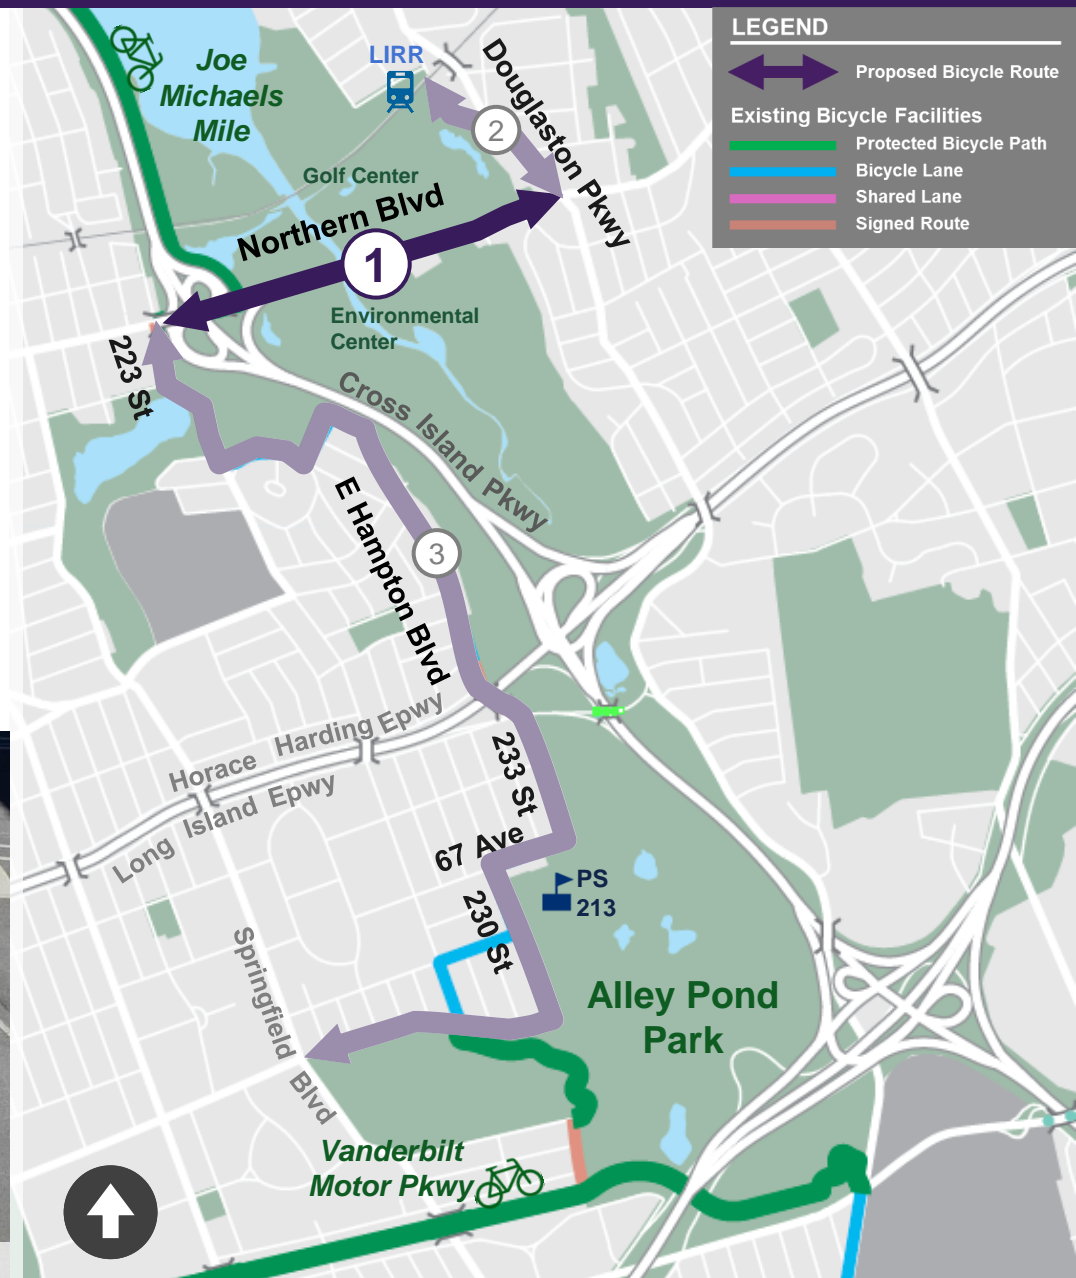 LEGEND
Proposed Bicycle Route
Existing Bicycle Facilities
Protected Bicycle Path
Bicycle Lane
Shared Lane
Signed Route
Joe
Michaels
Mile
LIRR
Douglaston Pkwy
2
Golf Center
Northern Blvd
1
Environmental
Center
223 St
Cross Island Pkwy
E Hampton Blvd
3
Horace Harding Epwy
Long Island Epwy
233 St
67 Ave
PS
213
230 St
Springfield Blvd
Alley Pond
Park
Vanderbilt
Motor Pkwy